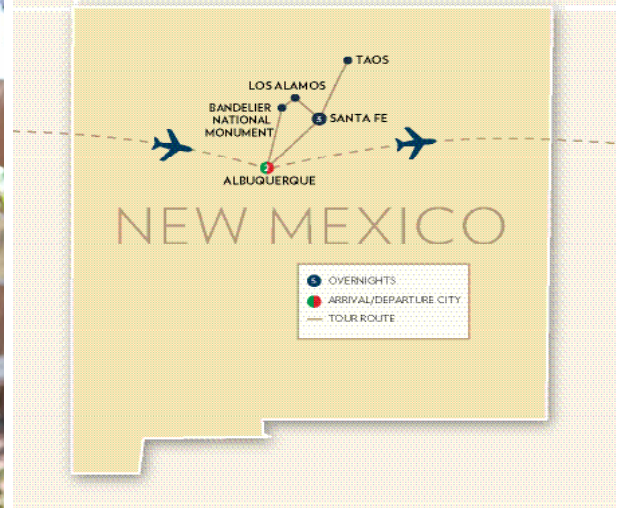 TAOS
LOS ALAMOS
BANDELIER
NATIONAL
MONUMENT
SANTA FE
2
ALBUQUERQUE
NEW MEXICO
5 OVERNIGHTS
ARRIVAL/DEPARTURE CITY
TOUR ROUTE